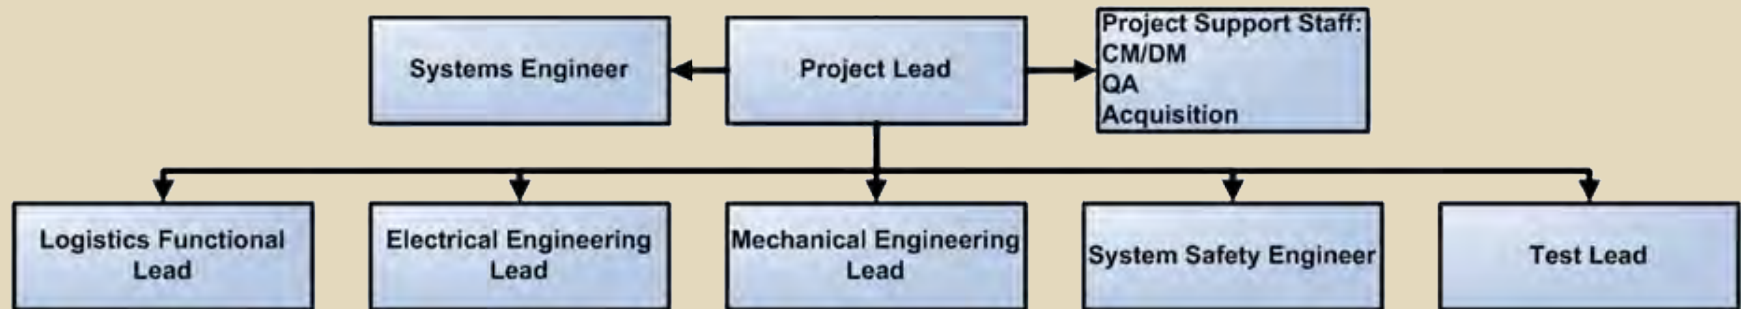 Systems Engineer
Project Lead
Project Support Staff:
CM/DM
QA
Acquisition
Logistics Functional
Lead
Electrical Engineering
Lead
Mechanical Engineering
Lead
System Safety Engineer
Test Lead